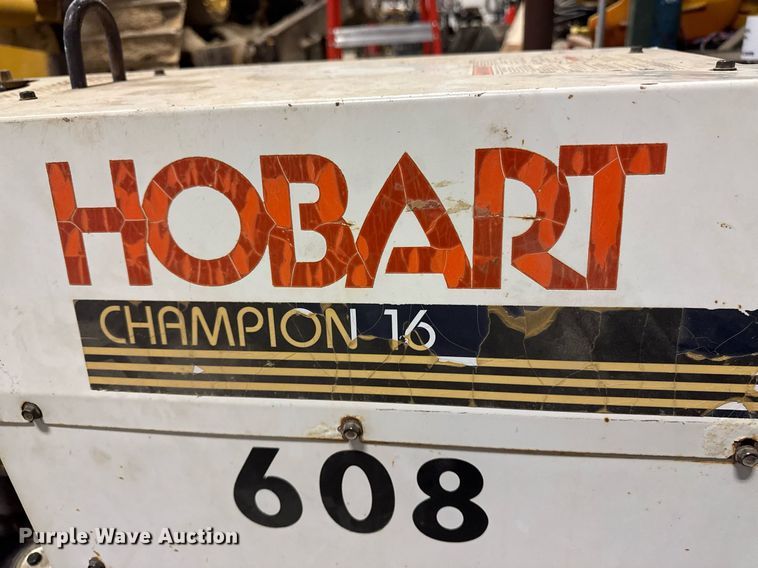 HOBART
CHAMPION 16
608
Purple Wave Auction